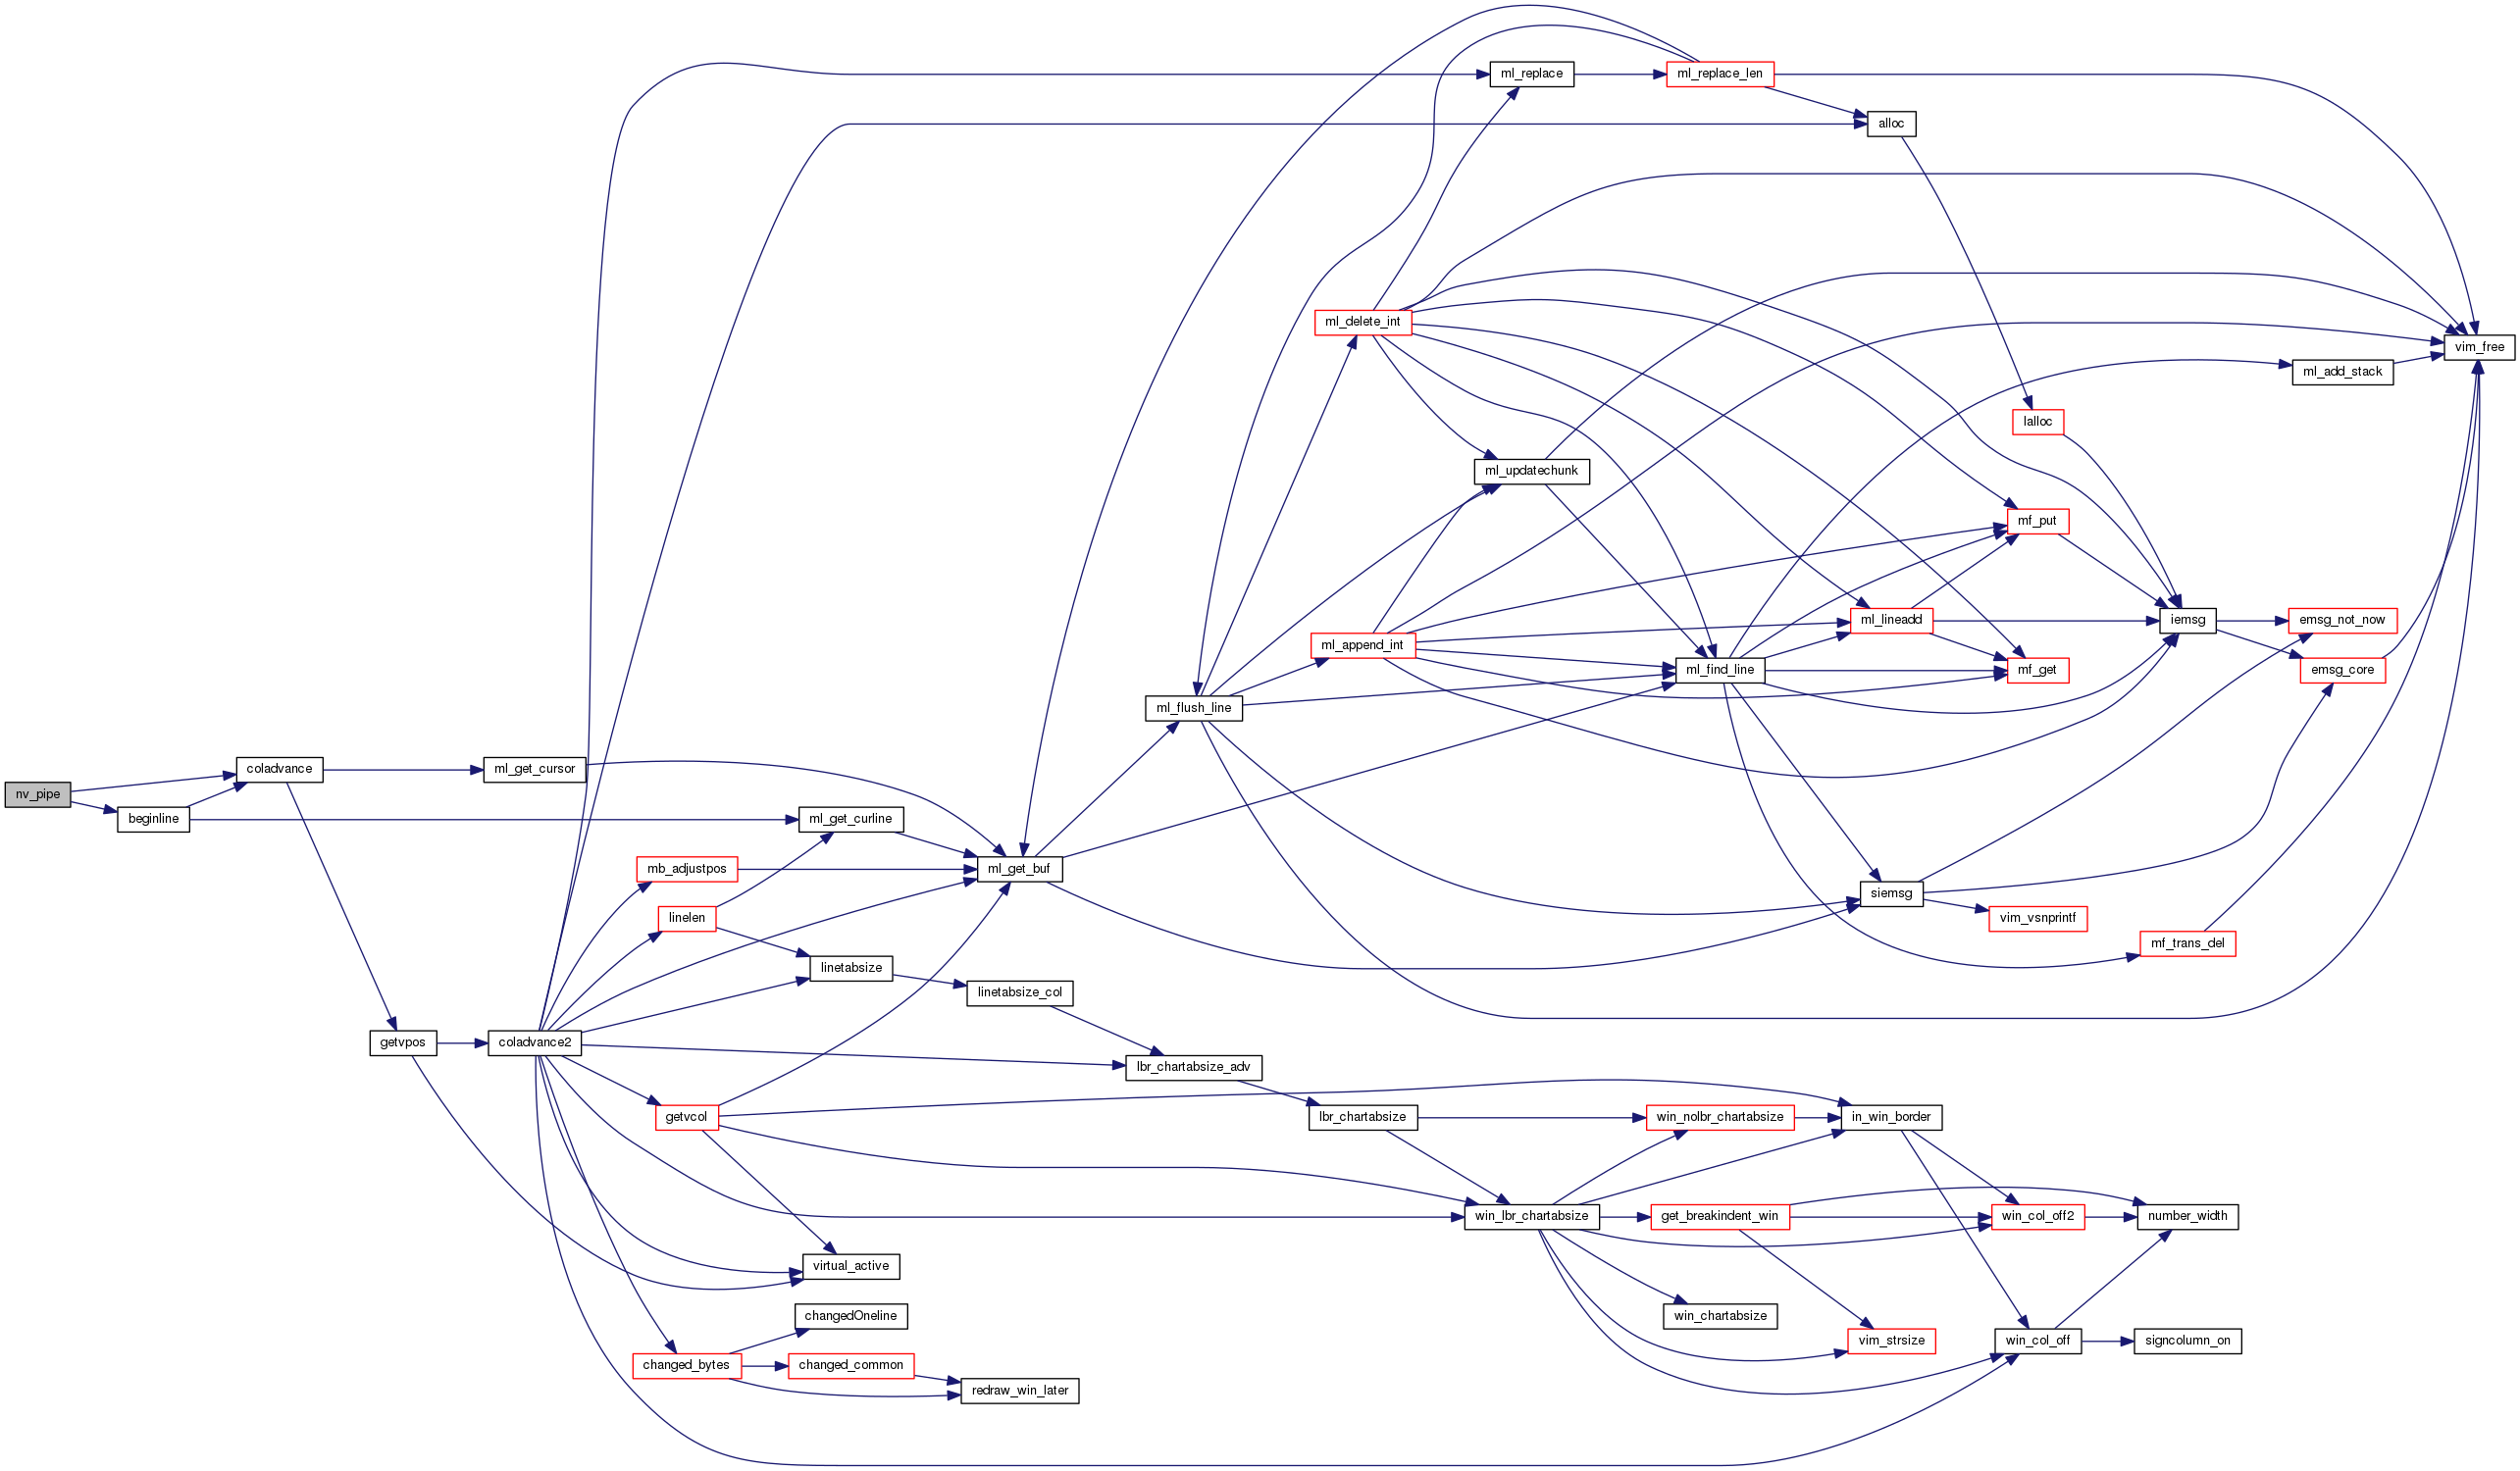 ml_replace
ml_replace_len
alloc
ml_delete_int
vim_free
ml_add_stack
lalloc
ml_updatechunk
mf_put
ml_lineadd
iemsg
emsg_not_now
ml_append_int
ml_find_line
mf_get
emsg_core
ml_flush_line
coladvance
ml_get_cursor
nv_pipe
beginline
ml_get_curline
mb_adjustpos
ml_get_buf
siemsg
linelen
vim_vsnprintf
mf_trans_del
linetabsize
linetabsize_col
getvpos
coladvance2
lbr_chartabsize_adv
getvcol
lbr_chartabsize
win_nolbr_chartabsize
in_win_border
win_lbr_chartabsize
get_breakindent_win
win_col_off2
number_width
virtual_active
changedOneline
win_chartabsize
vim_strsize
win_col_off
signcolumn_on
changed_bytes
changed_common
redraw_win_later